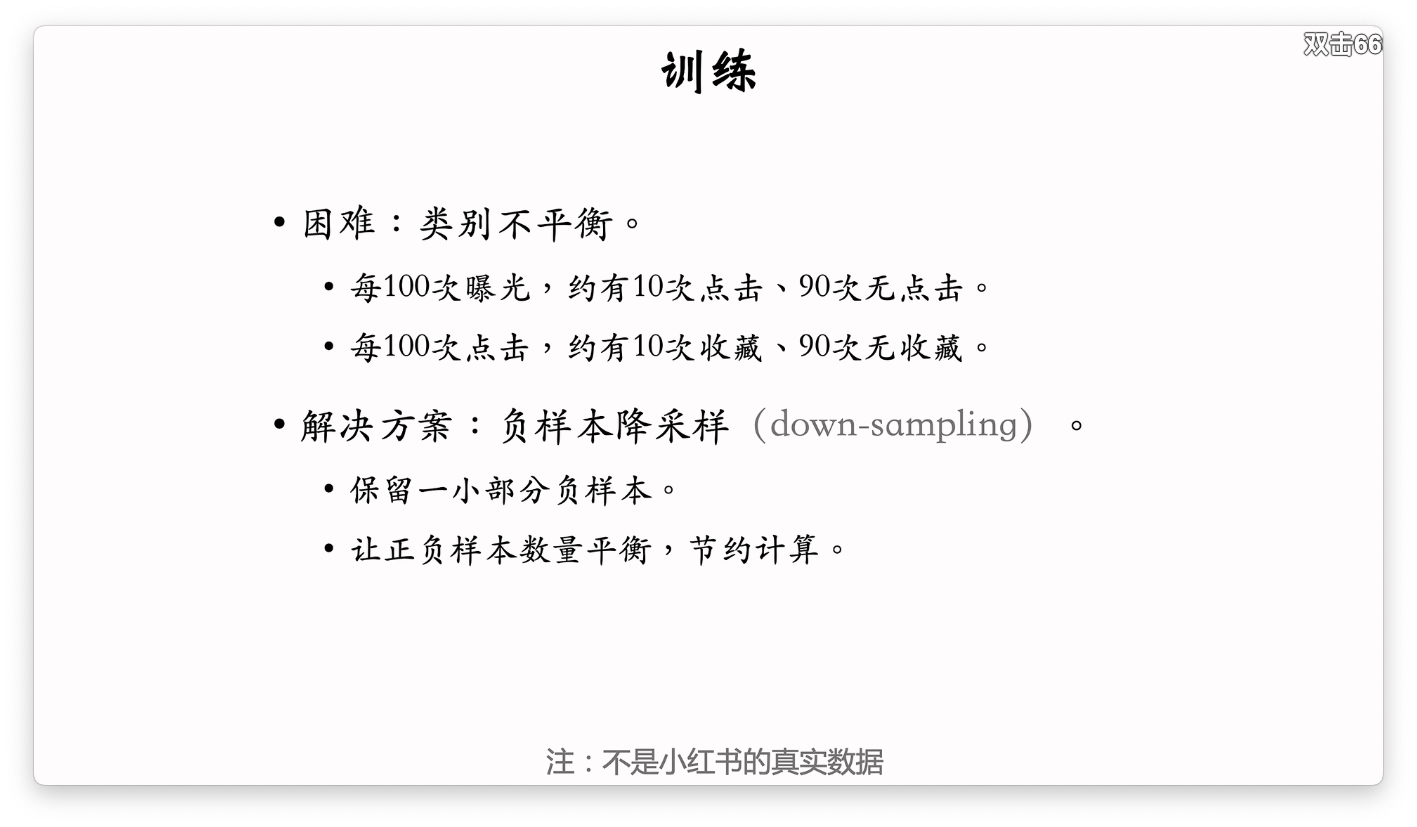 双击66
训练
• 困难：类别不平衡。
• 每100次曝光，约有10次点击、90次无点击。
• 每100次点击，约有10次收藏、90次无收藏。
• 解决方案：负样本降采样（down-sampling）。
• 保留一小部分负样本。
• 让正负样本数量平衡，节约计算。
注：不是小红书的真实数据